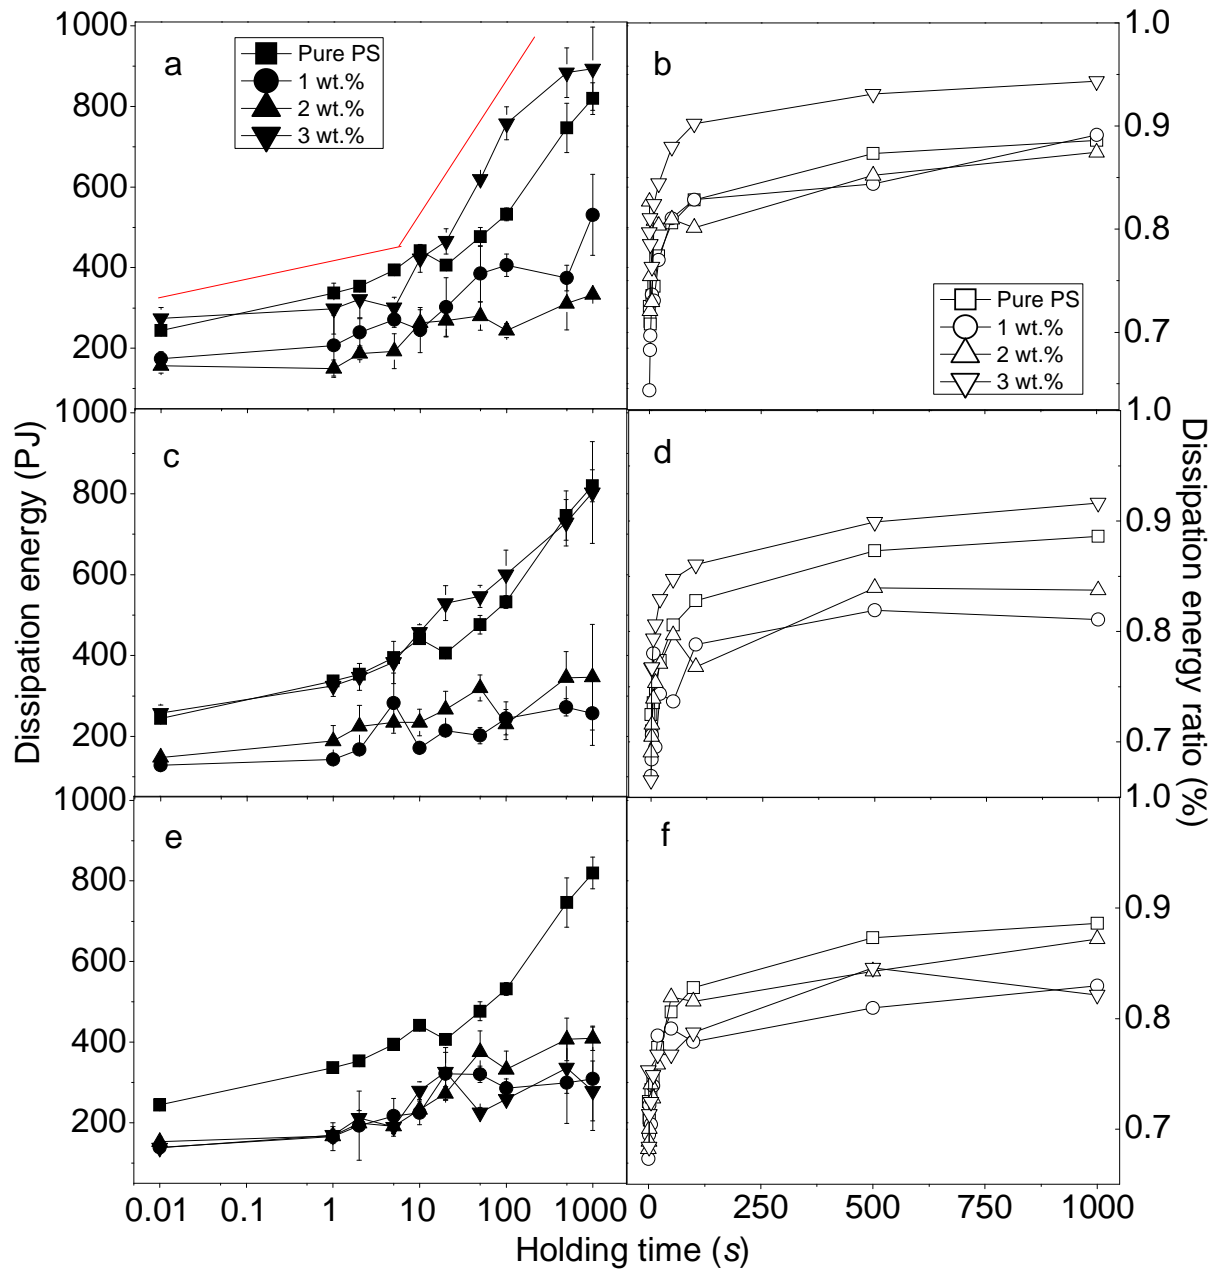 1000
800
600
400
200
a
Pure PS
1 wt.%
2 wt.%
3 wt.%
b
1.0
0.9
0.8
0.7
Pure PS
1 wt.%
2 wt.%
3 wt.%
1000
800
600
400
200
c
d
1.0
0.9
0.8
0.7
Dissipation energy (PJ)
Dissipation energy ratio (%)
1000
800
600
400
200
e
f
1.0
0.9
0.8
0.7
0.01 0.1 1 10 100 1000
0 250 500 750 1000
Holding time (s)